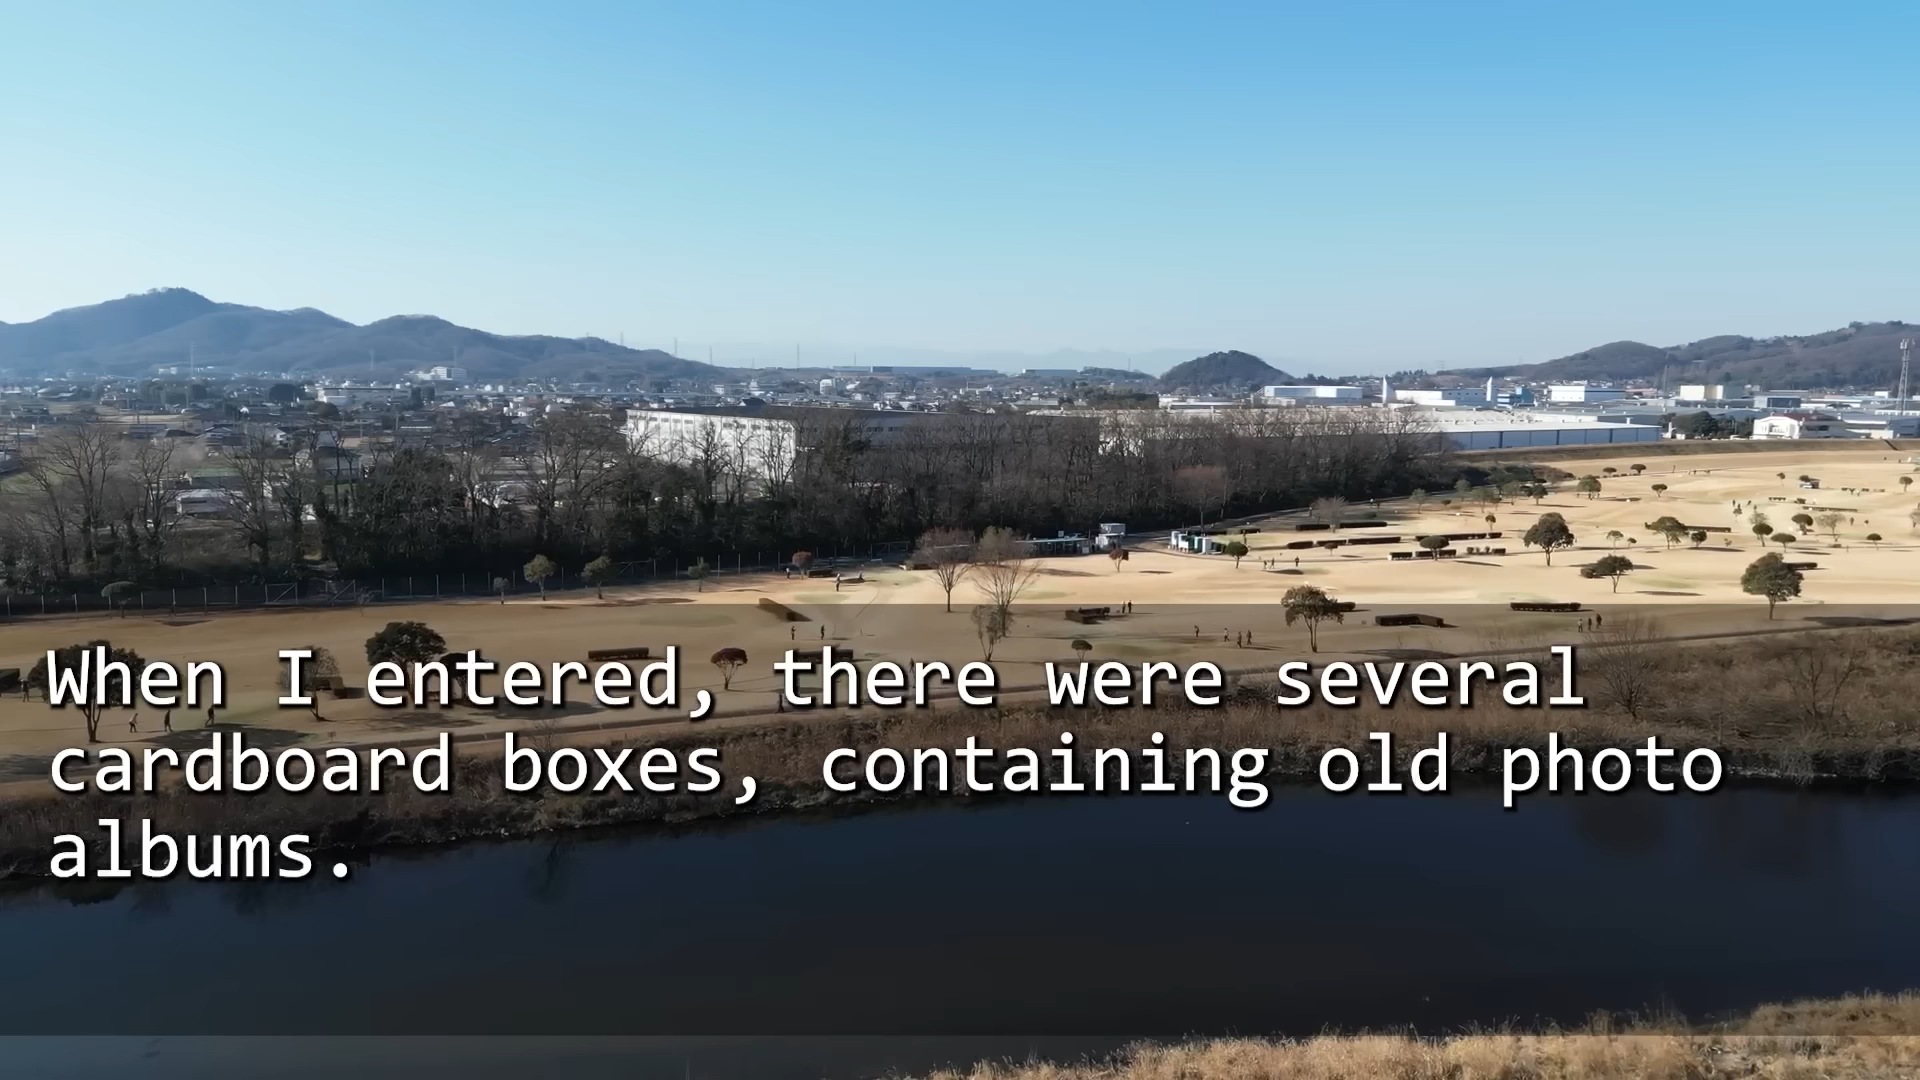 When I entered, there were several
cardboard boxes, containing old photo
albums.